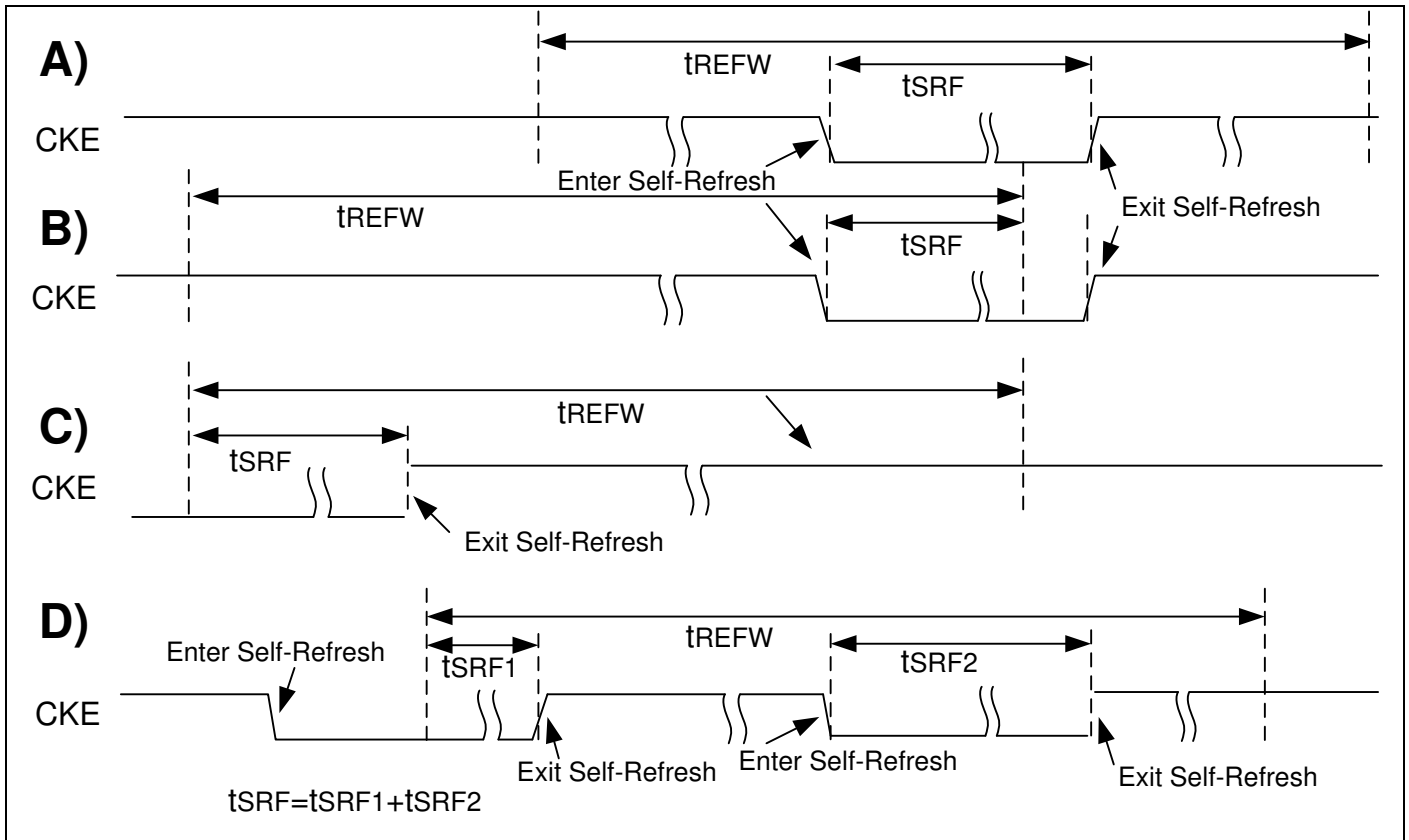 A)
tREFW
tSRF
CKE
Enter Self-Refresh
Exit Self-Refresh
B)
tREFW
tSRF
CKE
C)
tREFW
tSRF
CKE
Exit Self-Refresh
D)
tREFW
Enter Self-Refresh
tSRF1
tSRF2
CKE
Exit Self-Refresh
Enter Self-Refresh
Exit Self-Refresh
tSRF=tSRF1+tSRF2